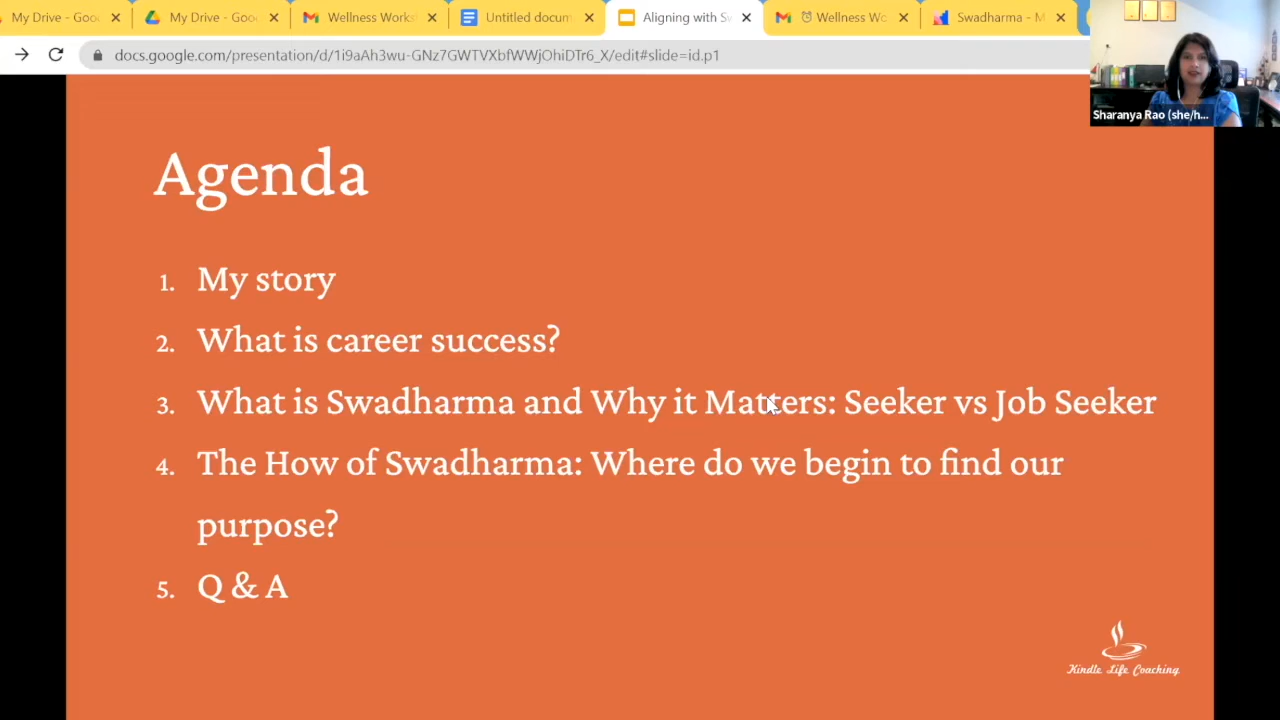 My Drive - Goo
My Drive - Goo
Wellness Works
Untitled docum
Aligning with Sw
Wellness Wo
Swadharma - M
docs.google.com/presentation/d/1i9aAh3wu-GNz7GWTVXbfWWjOhiDTr6_X/edit#slide=id.p1
Sharanya Rao (she/h...
Agenda
1. My story
2. What is career success?
3. What is Swadharma and Why it Matters: Seeker vs Job Seeker
4. The How of Swadharma: Where do we begin to find our
purpose?
5. Q & A
Kindle Life Coaching